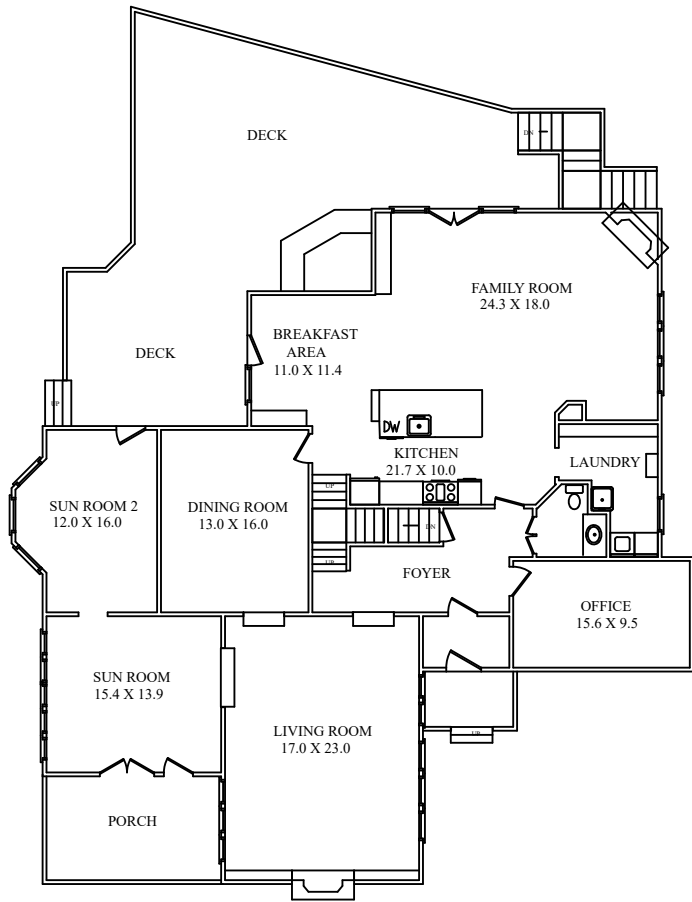 DECK
DN
FAMILY ROOM
24.3 X 18.0
BREAKFAST
AREA
11.0 X 11.4
DECK
UP
DW
KITCHEN
21.7 X 10.0
LAUNDRY
SUN ROOM 2
12.0 X 16.0
DINING ROOM
13.0 X 16.0
UP
DN
UP
FOYER
OFFICE
15.6 X 9.5
SUN ROOM
15.4 X 13.9
LIVING ROOM
17.0 X 23.0
UP
PORCH